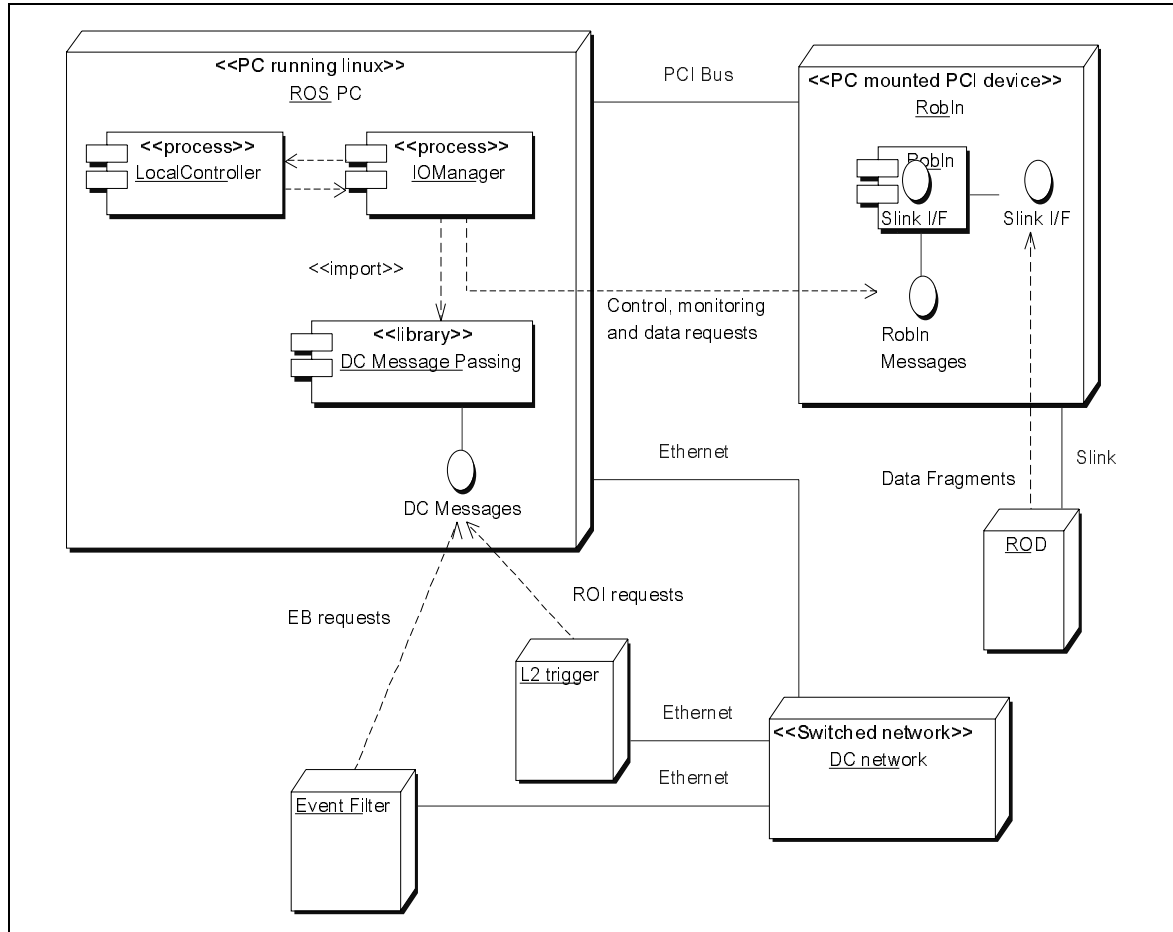 <<PC running linux>>
ROS PC
<<process>>
LocalController
<<process>>
IOManager
<<import>>
<<library>>
DC Message Passing
DC Messages
PCI Bus
<<PC mounted PCI device>>
RobIn
RobIn
Slink I/F
Slink I/F
RobIn
Messages
Control, monitoring
and data requests
Ethernet
Data Fragments
Slink
ROD
EB requests
ROI requests
L2 trigger
Ethernet
<<Switched network>>
DC network
Ethernet
Event Filter